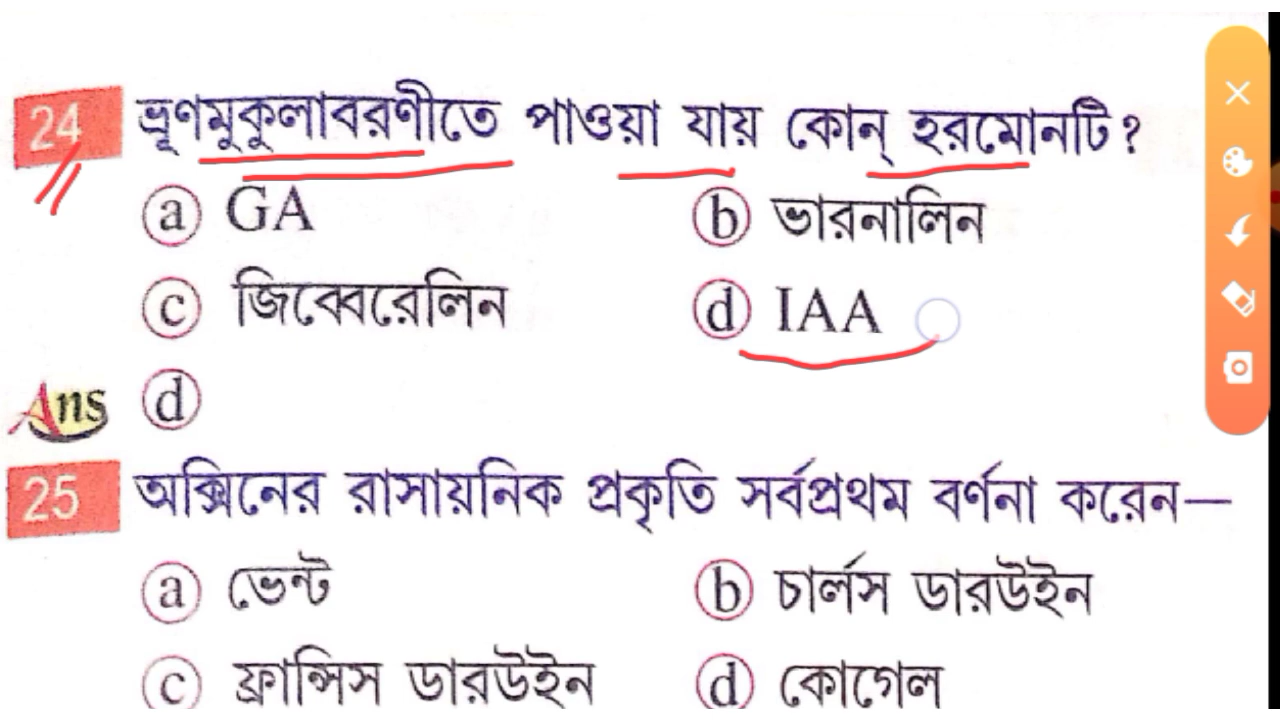 24 ভ্রূণমুকুলাবরণীতে পাওয়া যায় কোন্ হরমোনটি?
a GA b ভারনালিন
c জিব্বেরেলিন d IAA
Ans d
25 অক্সিনের রাসায়নিক প্রকৃতি সর্বপ্রথম বর্ণনা করেন—
a ভেন্ট b চার্লস ডারউইন
c ফ্রান্সিস ডারউইন d কোগেল